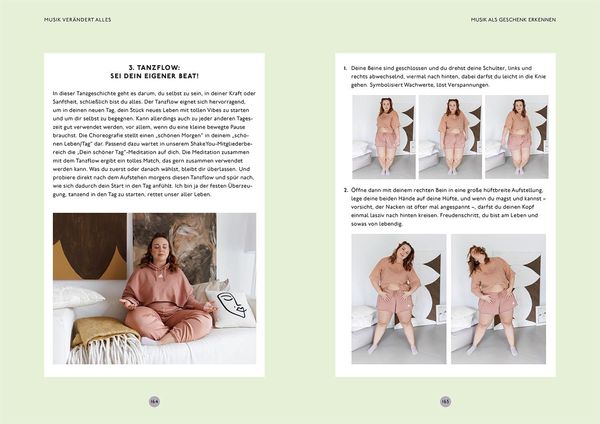 MUSIK VERÄNDERT ALLES
3. TANZFLOW:
SEI DEIN EIGENER BEAT!
In dieser Tanzgeschichte geht es darum, du selbst zu sein, in deiner Kraft oder
Sanftheit, schließlich bist du alles. Der Tanzflow eignet sich hervorragend,
um in deinen neuen Tag, dein Stück neues Leben mit tollen Vibes zu starten
und um dir selbst zu begegnen. Kann allerdings auch zu jeder anderen Tages-
zeit gut verwendet werden, vor allem, wenn du eine kleine bewegte Pause
brauchst. Die Choreografie stellt einen „schönen Morgen“ in deinem „schö-
nen Leben/Tag“ dar. Passend dazu wartet in unserem ShakeYou-Mitgliederbe-
reich die „Dein schöner Tag“-Meditation auf dich. Die Meditation zusammen
mit dem Tanzflow ergibt ein tolles Match, das gern zusammen verwendet
werden kann. Was du zuerst oder danach wählst, bleibt dir überlassen. Und
probiere direkt nach dem Aufstehen morgens diesen Tanzflow und spür nach,
wie sich dadurch dein Start in den Tag anfühlt. Ich bin ja der festen Überzeu-
gung, tanzend in den Tag zu starten, rettet unser aller Leben.
164
MUSIK ALS GESCHENK ERKENNEN
1. Deine Beine sind geschlossen und du drehst deine Schulter, links und
rechts abwechselnd, viermal nach hinten, dabei darfst du leicht in die Knie
gehen. Symbolisiert Wachwerte, löst Verspannungen.
2. Öffne dann mit deinem rechten Bein in eine große hüftbreite Aufstellung,
lege deine beiden Hände auf deine Hüfte, und wenn du magst und kannst –
vorsicht, der Nacken ist öfter mal angespannt –, darfst du deinen Kopf
einmal lasziv nach hinten kreisen. Freudenschritt, du bist am Leben und
sowas von lebendig.
165